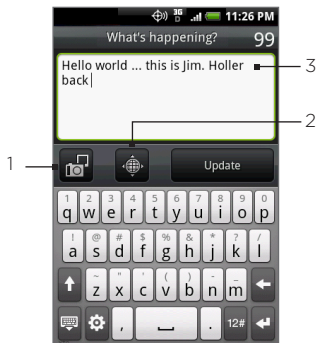 3G
D
11:26 PM
What's happening?
99
Hello world ... this is Jim. Holler
back
3
2
1
Update
1 2 3 4 5 6 7 8 9 0
q w e r t y u i o p
! @ # $ % & * ? /
a s d f g h j k l
~ " ' ( ) - _
z x c v b n m
, . 12#